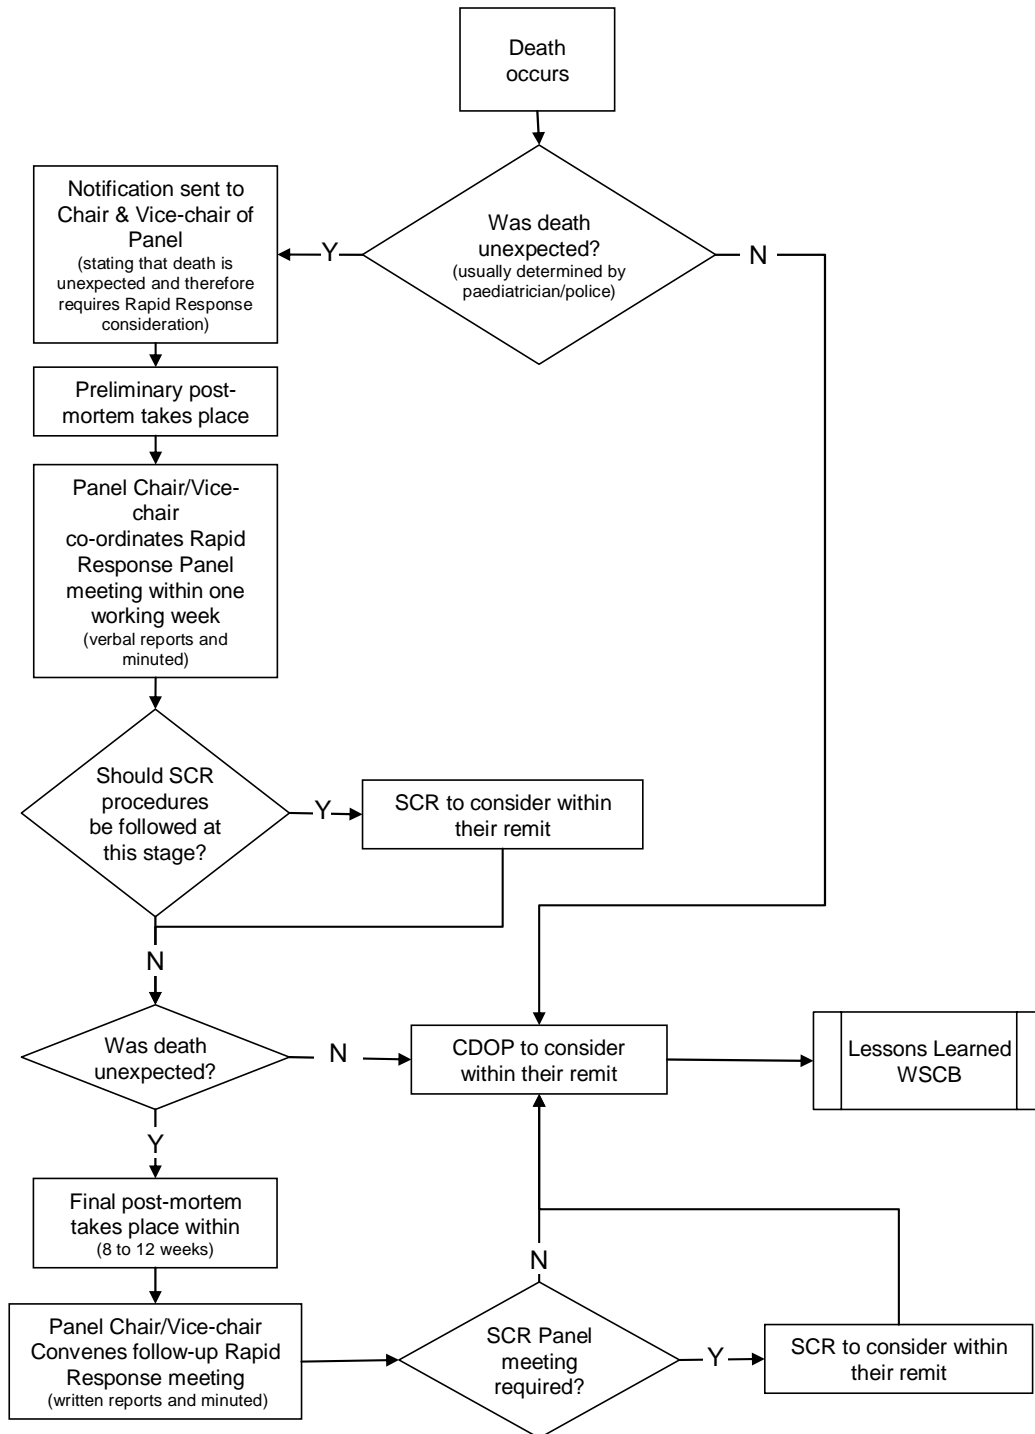 Death
occurs
Was death
unexpected?
(usually determined by
paediatrician/police)
Y
N
Notification sent to
Chair & Vice-chair of
Panel
(stating that death is
unexpected and therefore
requires Rapid Response
consideration)
Preliminary post-
mortem takes place
Panel Chair/Vice-
chair
co-ordinates Rapid
Response Panel
meeting within one
working week
(verbal reports and
minuted)
Should SCR
procedures
be followed at
this stage?
Y
SCR to consider within
their remit
N
Was death
unexpected?
N
CDOP to consider
within their remit
Lessons Learned
WSCB
Y
Final post-mortem
takes place within
(8 to 12 weeks)
Panel Chair/Vice-chair
Convenes follow-up Rapid
Response meeting
(written reports and minuted)
N
SCR Panel
meeting
required?
Y
SCR to consider within
their remit